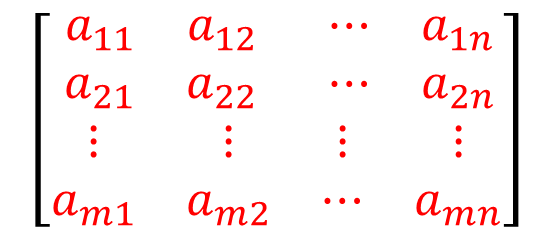 a₁₁ a₁₂ ⋯ a₁ₙ
a₂₁ a₂₂ ⋯ a₂ₙ
⋮ ⋮ ⋮ ⋮
aₘ₁ aₘ₂ ⋯ aₘₙ